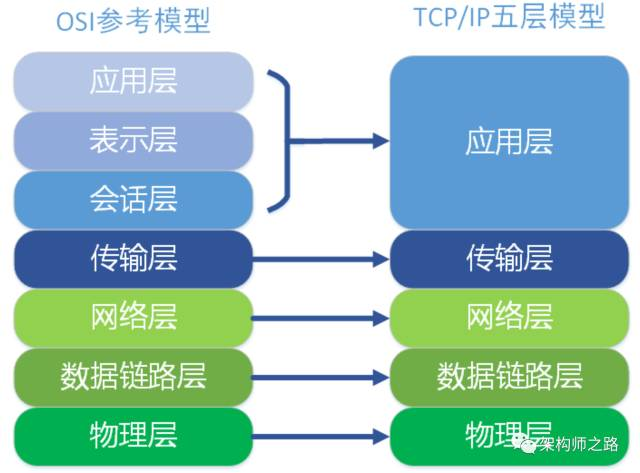 OSI参考模型
TCP/IP五层模型
应用层
表示层
会话层
传输层
网络层
数据链路层
物理层
应用层
传输层
网络层
数据链路层
物理层
架构师之路